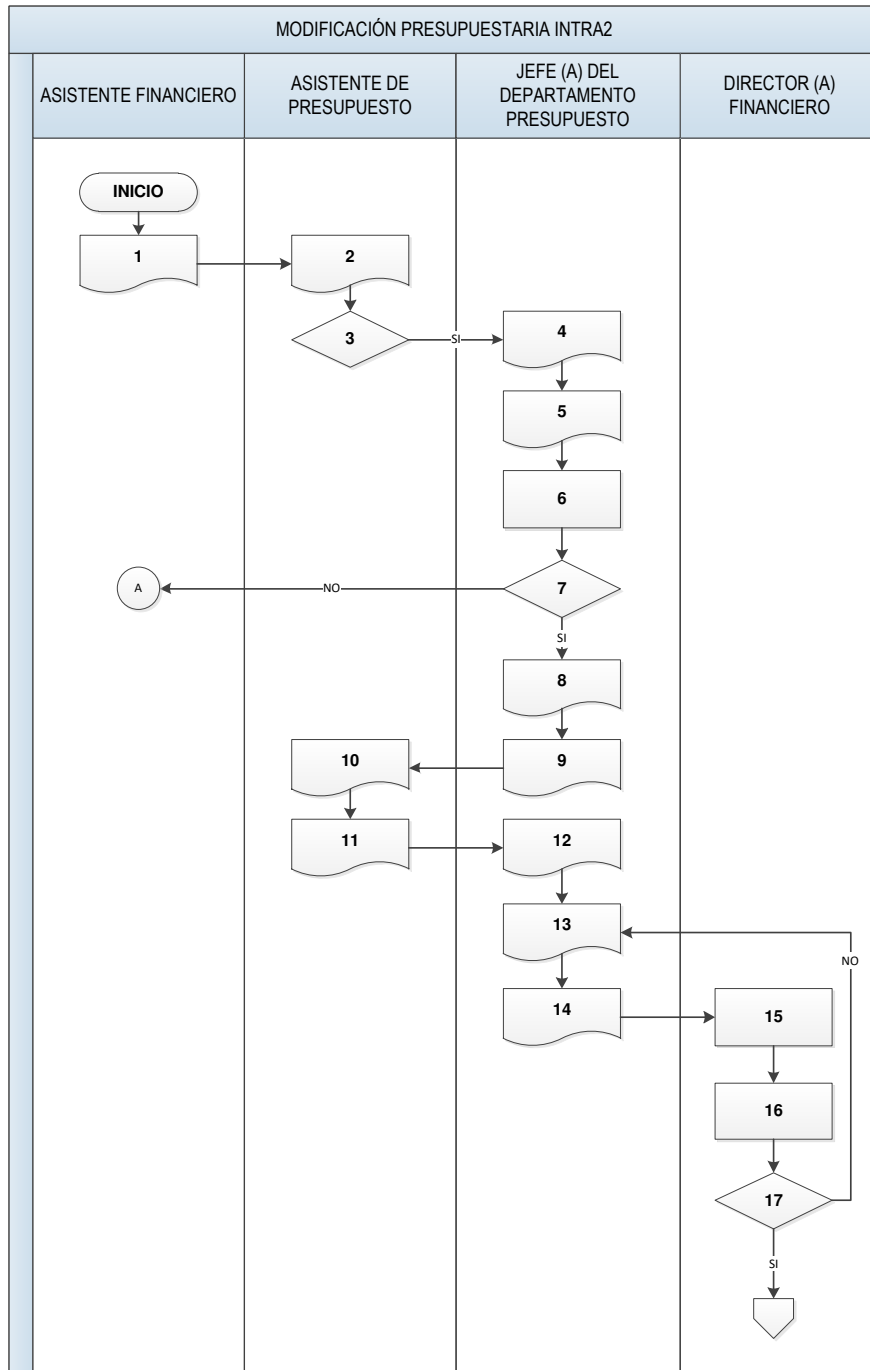 MODIFICACIÓN PRESUPUESTARIA INTRA2
ASISTENTE FINANCIERO
ASISTENTE DE
PRESUPUESTO
JEFE (A) DEL
DEPARTAMENTO
PRESUPUESTO
DIRECTOR (A)
FINANCIERO
INICIO
1
2
3
SI
4
5
6
7
NO
A
SI
8
9
10
11
12
13
NO
14
15
16
17
SI